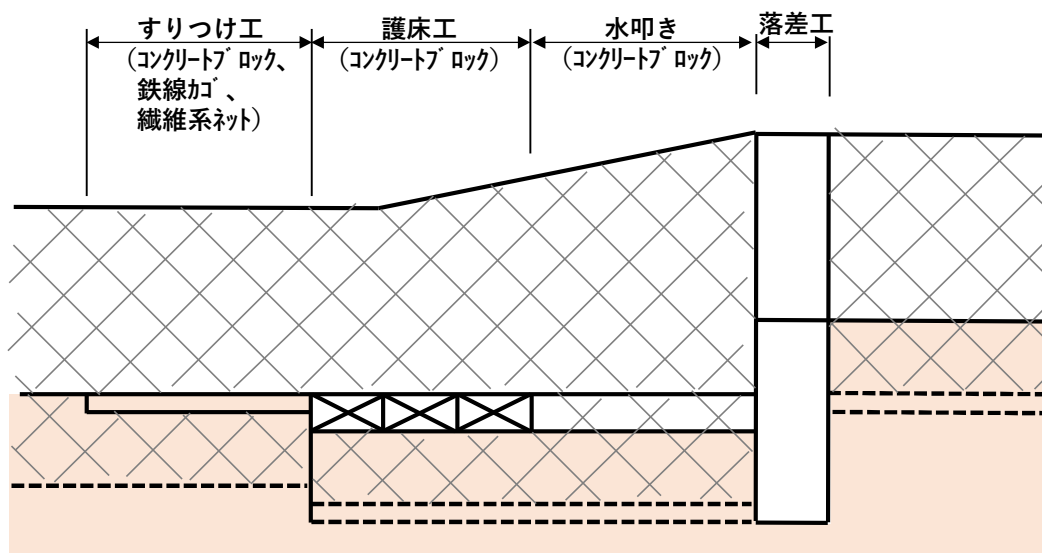 すりつけ工
(コンクリートブロック、
鉄線カゴ、
繊維系ネット)
護床工
(コンクリートブロック)
水叩き
(コンクリートブロック)
落差工